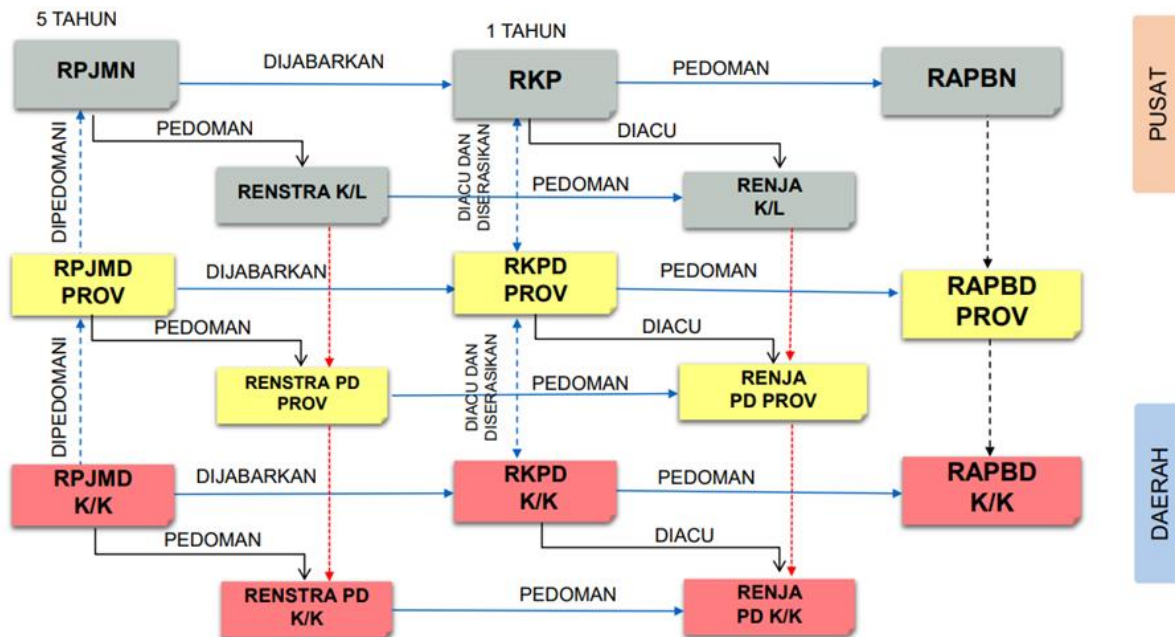 5 TAHUN
1 TAHUN
RPJMN
DIJABARKAN
RKP
PEDOMAN
RAPBN
PUSAT
DIPEDOMANI
PEDOMAN
DIACU DAN
DISERASIKAN
DIACU
RENSTRA K/L
PEDOMAN
RENJA
K/L
RPJMD
PROV
DIJABARKAN
RKPD
PROV
PEDOMAN
RAPBD
PROV
DIPEDOMANI
PEDOMAN
DIACU DAN
DISERASIKAN
DIACU
RENSTRA PD
PROV
PEDOMAN
RENJA
PD PROV
DAERAH
RPJMD
K/K
DIJABARKAN
RKPD
K/K
PEDOMAN
RAPBD
K/K
PEDOMAN
DIACU
RENSTRA PD
K/K
PEDOMAN
RENJA
PD K/K